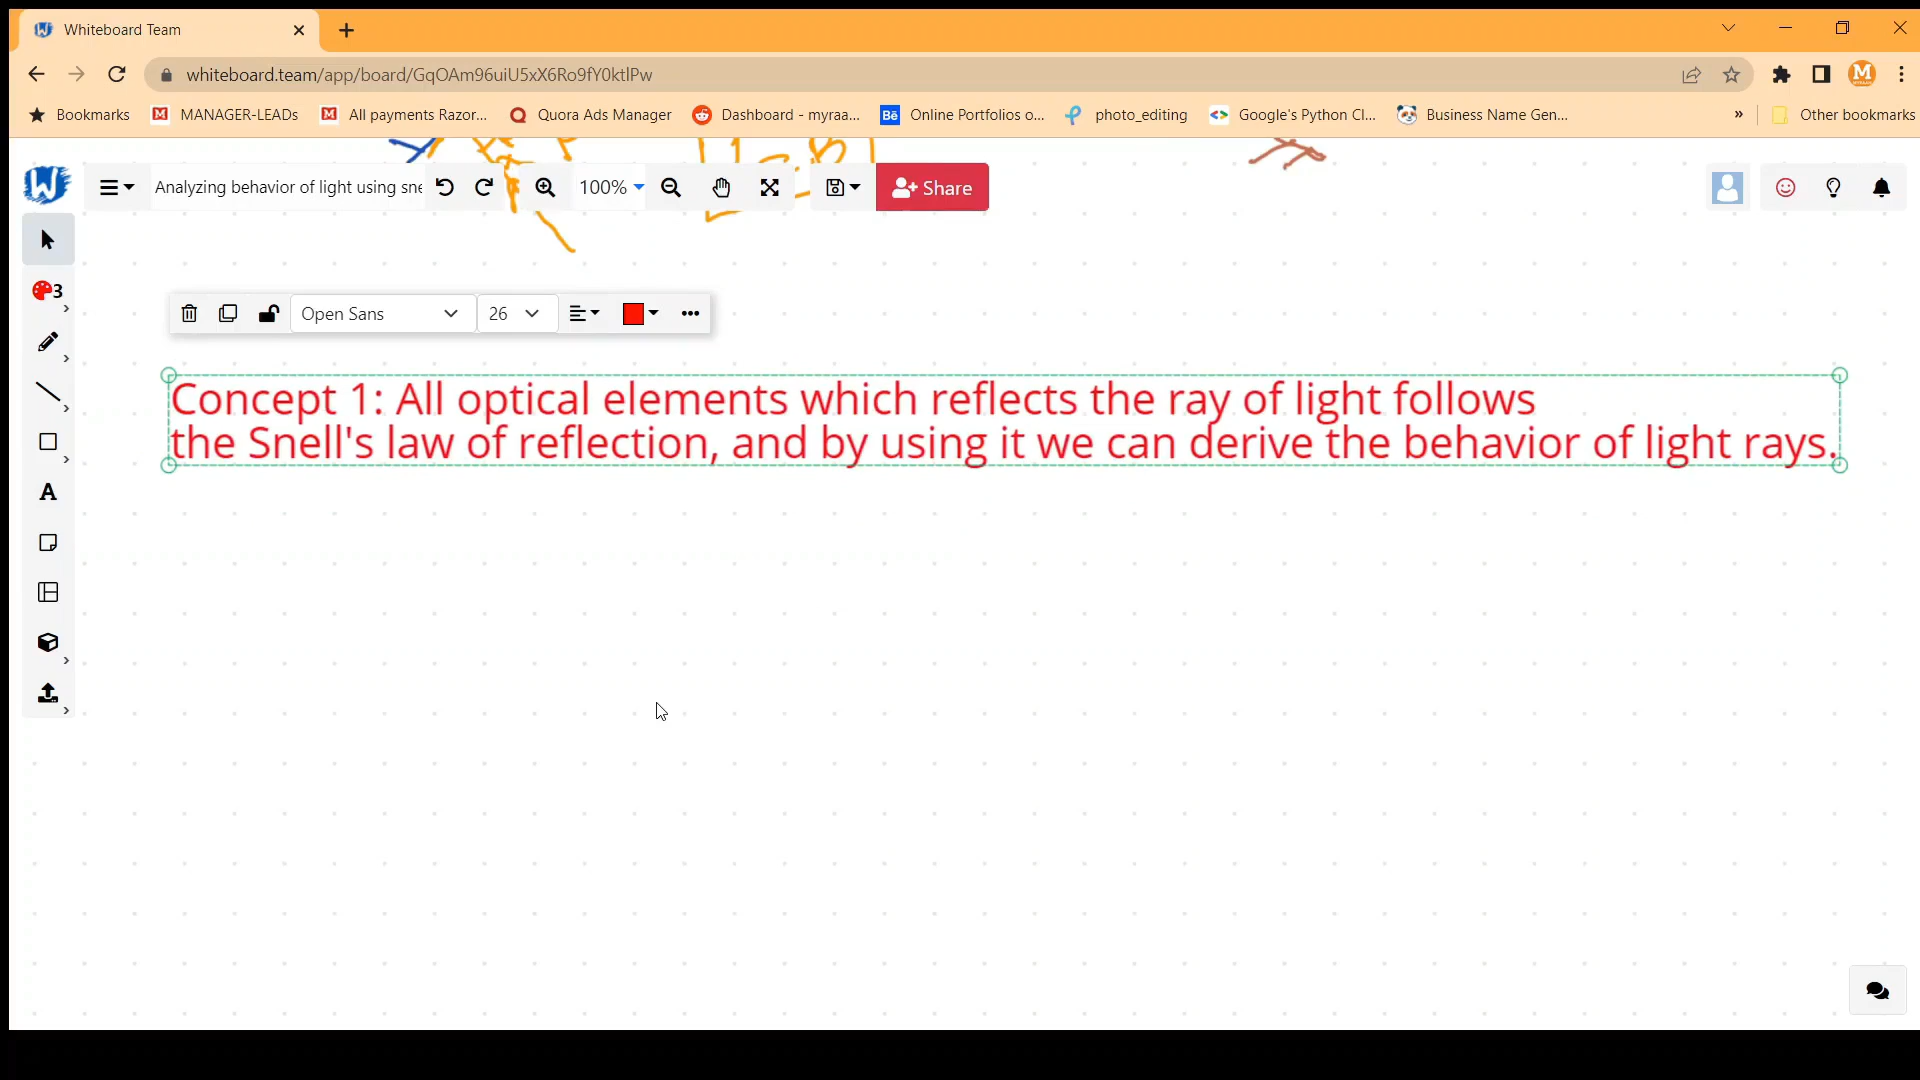 Whiteboard Team
whiteboard.team/app/board/GqOAm96uiU5xX6Ro9fY0ktlPw
Bookmarks MANAGER-LEADs All payments Razor... Quora Ads Manager Dashboard - myraa... Online Portfolios o... photo_editing Google's Python Cl... Business Name Gen... » Other bookmarks
Analyzing behavior of light using sne 100% Share
3
Open Sans 26
Concept 1: All optical elements which reflects the ray of light follows
the Snell's law of reflection, and by using it we can derive the behavior of light rays.